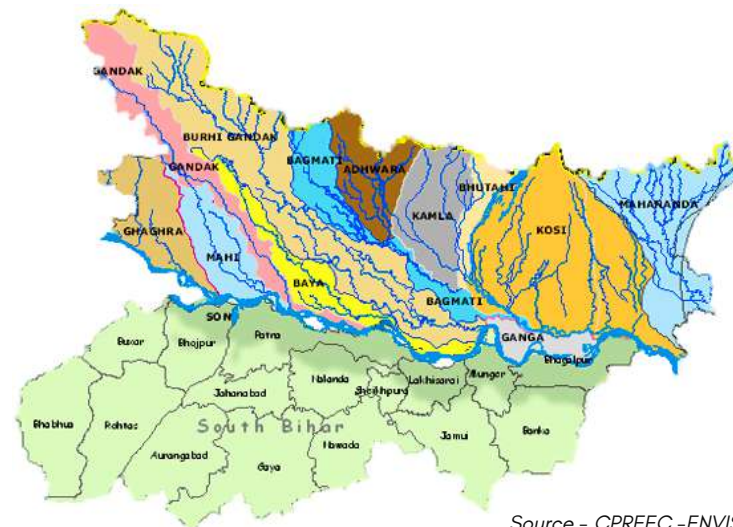 GANDAK
BURHI GANDAK
BAGMATI
ADHWARA
GANDAK
BHUTAHI
KAMLA
MAHANANDA
GHAGHRA
KOSI
MAHI
BAYA
BAGMATI
SON
GANGA
Patna
Buxar
Bhojpur
Bhagalpur
Munger
Nalanda
Lakhisarai
Sheikhpura
Jahanabad
Bhabhua
Rohtas
South Bihar
Banka
Nawada
Jamui
Aurangabad
Gaya
Source - CPREEC -ENVIS